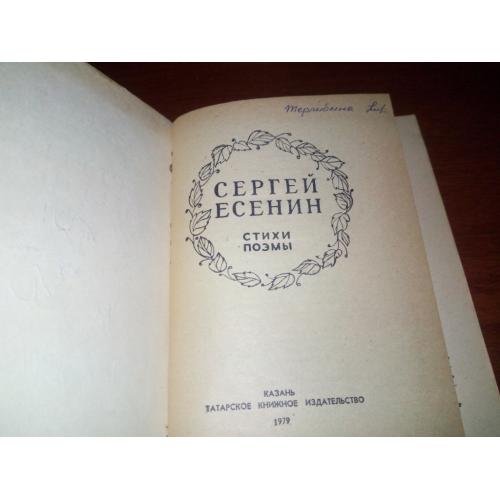 СЕРГЕЙ
ЕСЕНИН
СТИХИ
ПОЭМЫ
КАЗАНЬ
ТАТАРСКОЕ КНИЖНОЕ ИЗДАТЕЛЬСТВО
1979